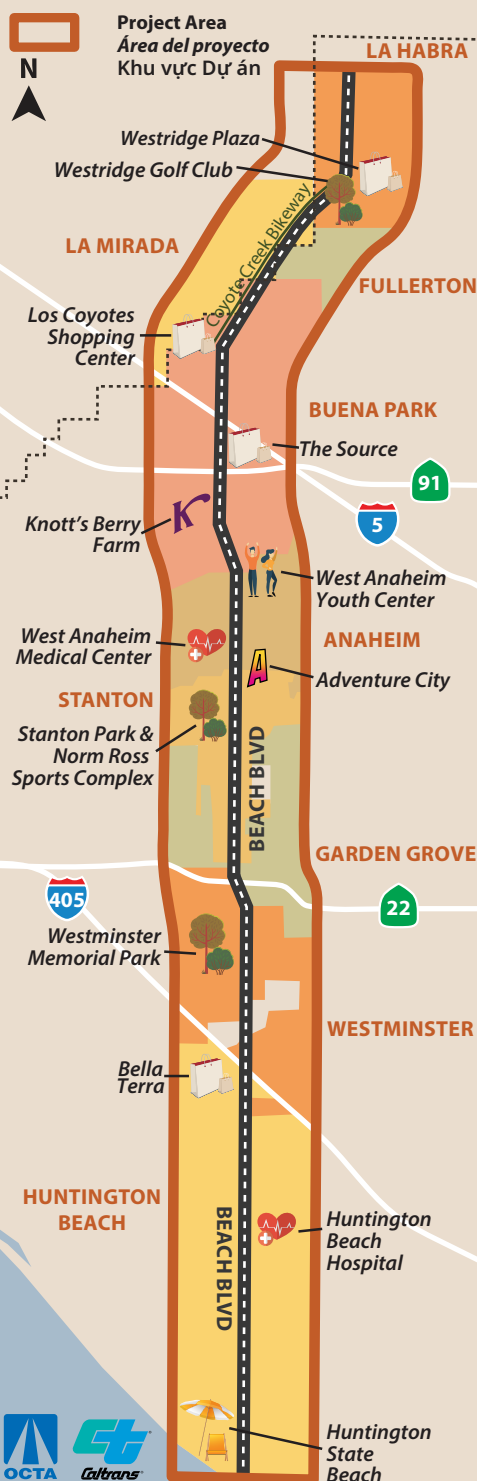 Project Area
Área del proyecto
Khu vực Dự án
N
LA HABRA
Westridge Plaza
Westridge Golf Club
Coyote Creek Bikeway
LA MIRADA
FULLERTON
Los Coyotes
Shopping
Center
BUENA PARK
The Source
91
5
K
Knott's Berry
Farm
West Anaheim
Youth Center
West Anaheim
Medical Center
ANAHEIM
A
Adventure City
STANTON
Stanton Park &
Norm Ross
Sports Complex
BEACH BLVD
GARDEN GROVE
405
22
Westminster
Memorial Park
WESTMINSTER
Bella
Terra
HUNTINGTON
BEACH
BEACH BLVD
Huntington
Beach
Hospital
Huntington
State
Beach
OCTA
ct
Caltrans